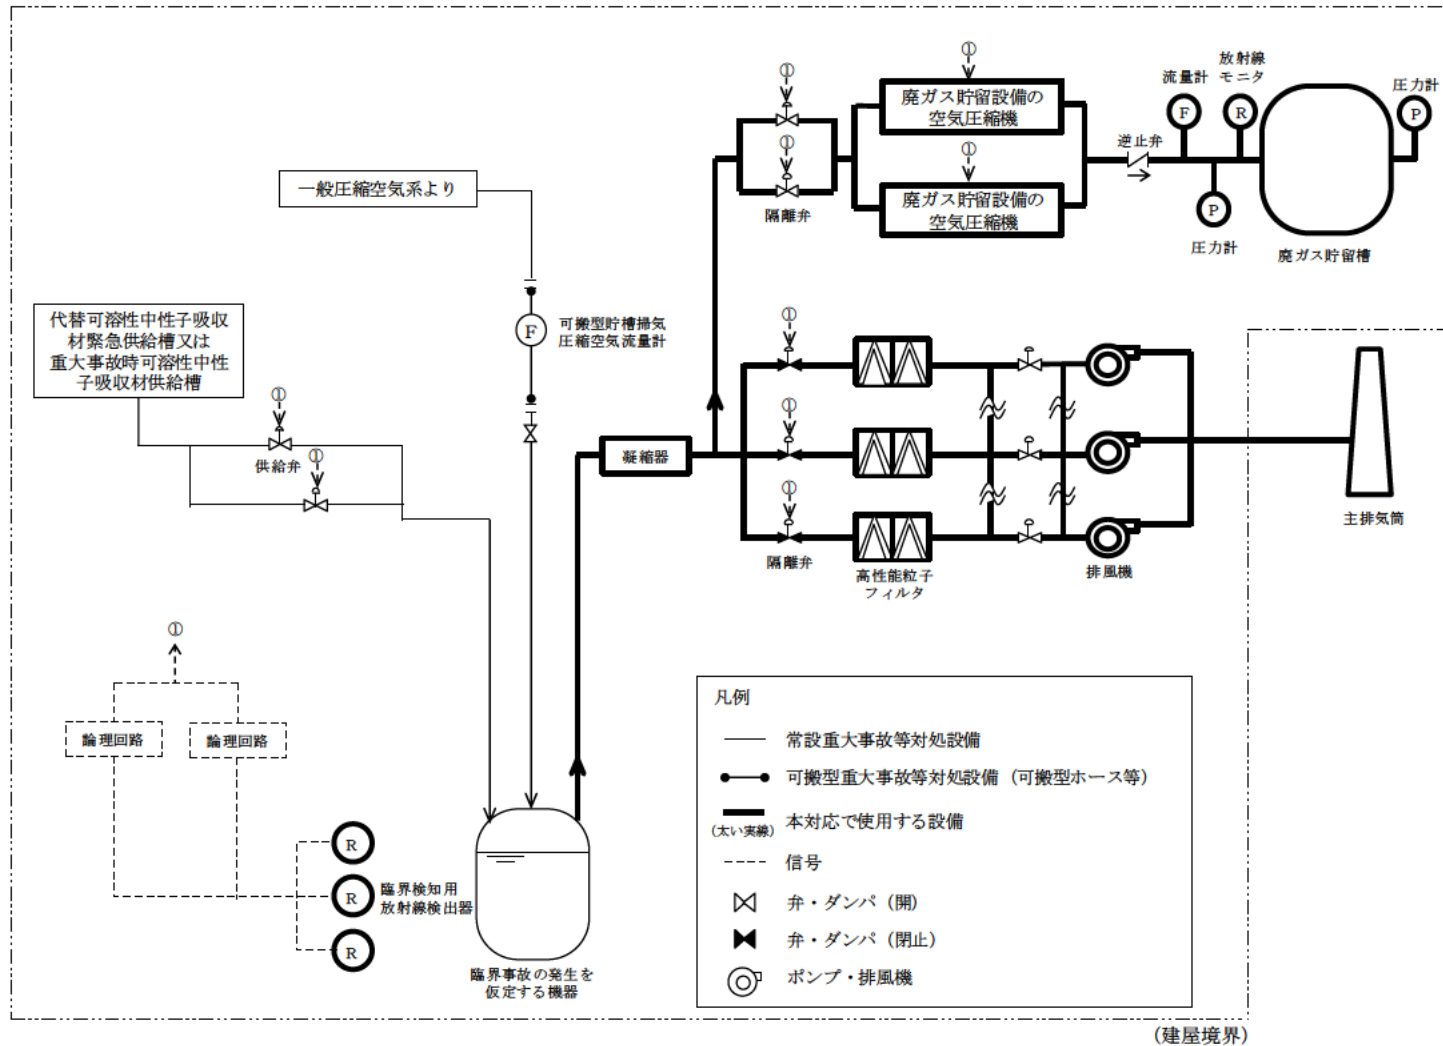 ①
①
廃ガス貯留設備の
空気圧縮機
流量計
F
放射線
モニタ
R
圧力計
P
逆止弁
①
①
隔離弁
廃ガス貯留設備の
空気圧縮機
P
圧力計
廃ガス貯留槽
一般圧縮空気系より
代替可溶性中性子吸収
材緊急供給槽又は
重大事故時可溶性中性
子吸収材供給槽
F
可搬型貯槽掃気
圧縮空気流量計
①
①
供給弁
①
凝縮器
①
①
隔離弁
高性能粒子
フィルタ
排風機
主排気筒
①
論理回路
論理回路
R
R
R
臨界検知用
放射線検出器
臨界事故の発生を
仮定する機器
凡例
常設重大事故等対処設備
可搬型重大事故等対処設備（可搬型ホース等）
(太い実線)
本対応で使用する設備
信号
弁・ダンパ（開）
弁・ダンパ（閉止）
ポンプ・排風機
（建屋境界）